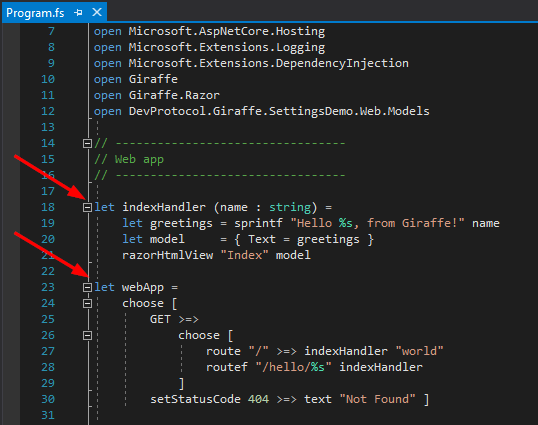 Program.fs
7 open Microsoft.AspNetCore.Hosting
8 open Microsoft.Extensions.Logging
9 open Microsoft.Extensions.DependencyInjection
10 open Giraffe
11 open Giraffe.Razor
12 open DevProtocol.Giraffe.SettingsDemo.Web.Models
13
14 // ---------------------------------
15 // Web app
16 // ---------------------------------
17
18 let indexHandler (name : string) =
19     let greetings = sprintf "Hello %s, from Giraffe!" name
20     let model     = { Text = greetings }
21     razorHtmlView "Index" model
22
23 let webApp =
24     choose [
25         GET >=>
26             choose [
27                 route "/" >=> indexHandler "world"
28                 routef "/hello/%s" indexHandler
29             ]
30         setStatusCode 404 >=> text "Not Found" ]
31